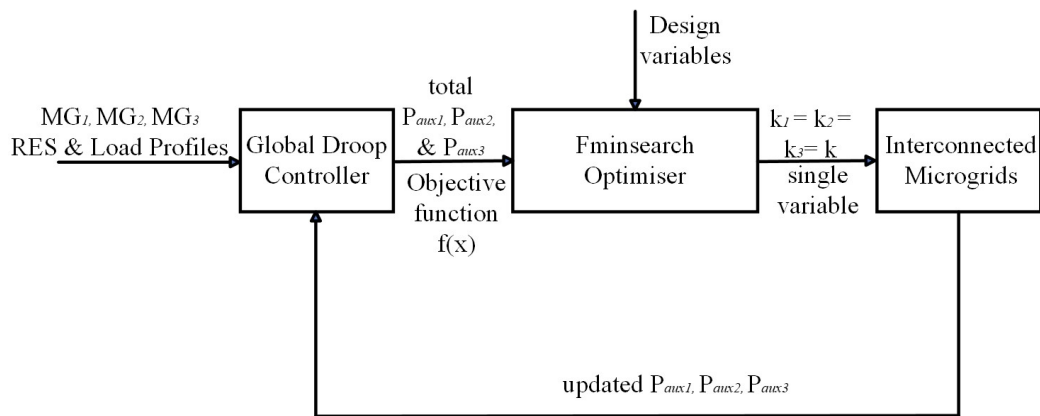 Design
variables
MG1, MG2, MG3
RES & Load Profiles
Global Droop
Controller
total
Paux1, Paux2,
& Paux3
Objective
function
f(x)
Fminsearch
Optimiser
k1 = k2 =
k3= k
single
variable
Interconnected
Microgrids
updated Paux1, Paux2, Paux3